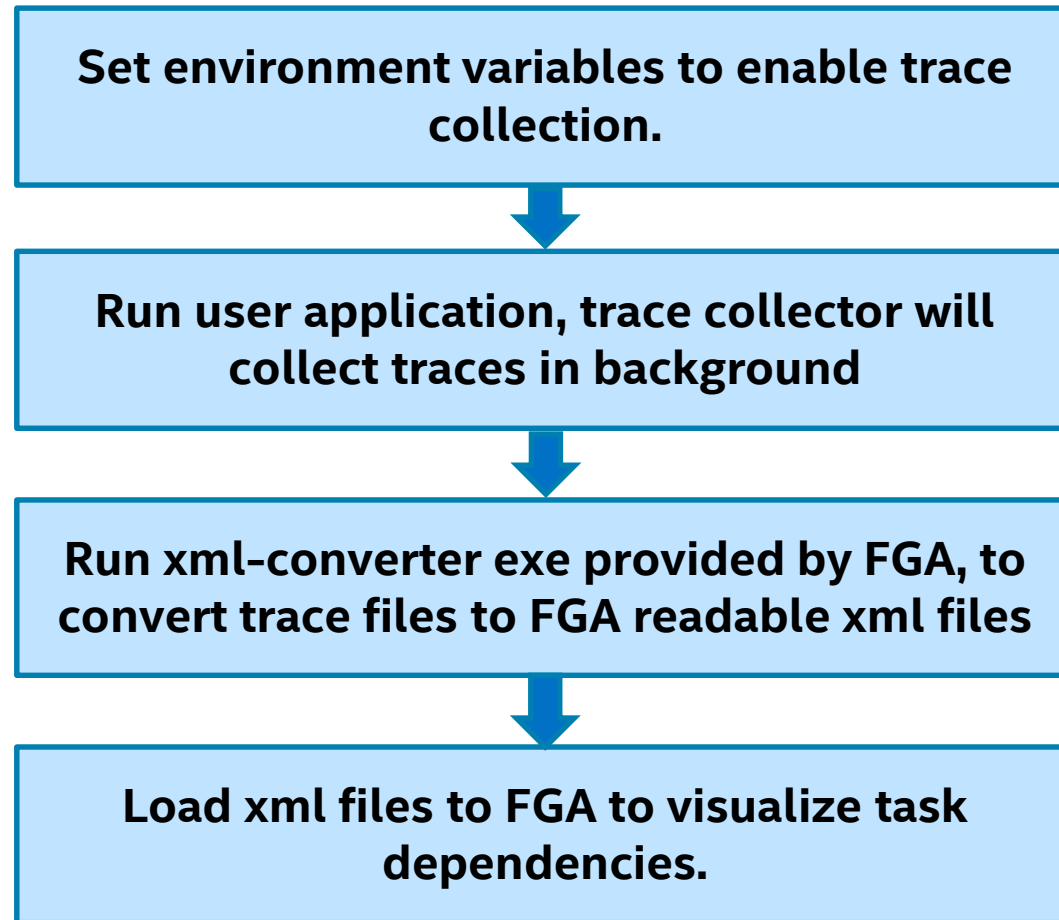 Set environment variables to enable trace
collection.
Run user application, trace collector will
collect traces in background
Run xml-converter exe provided by FGA, to
convert trace files to FGA readable xml files
Load xml files to FGA to visualize task
dependencies.